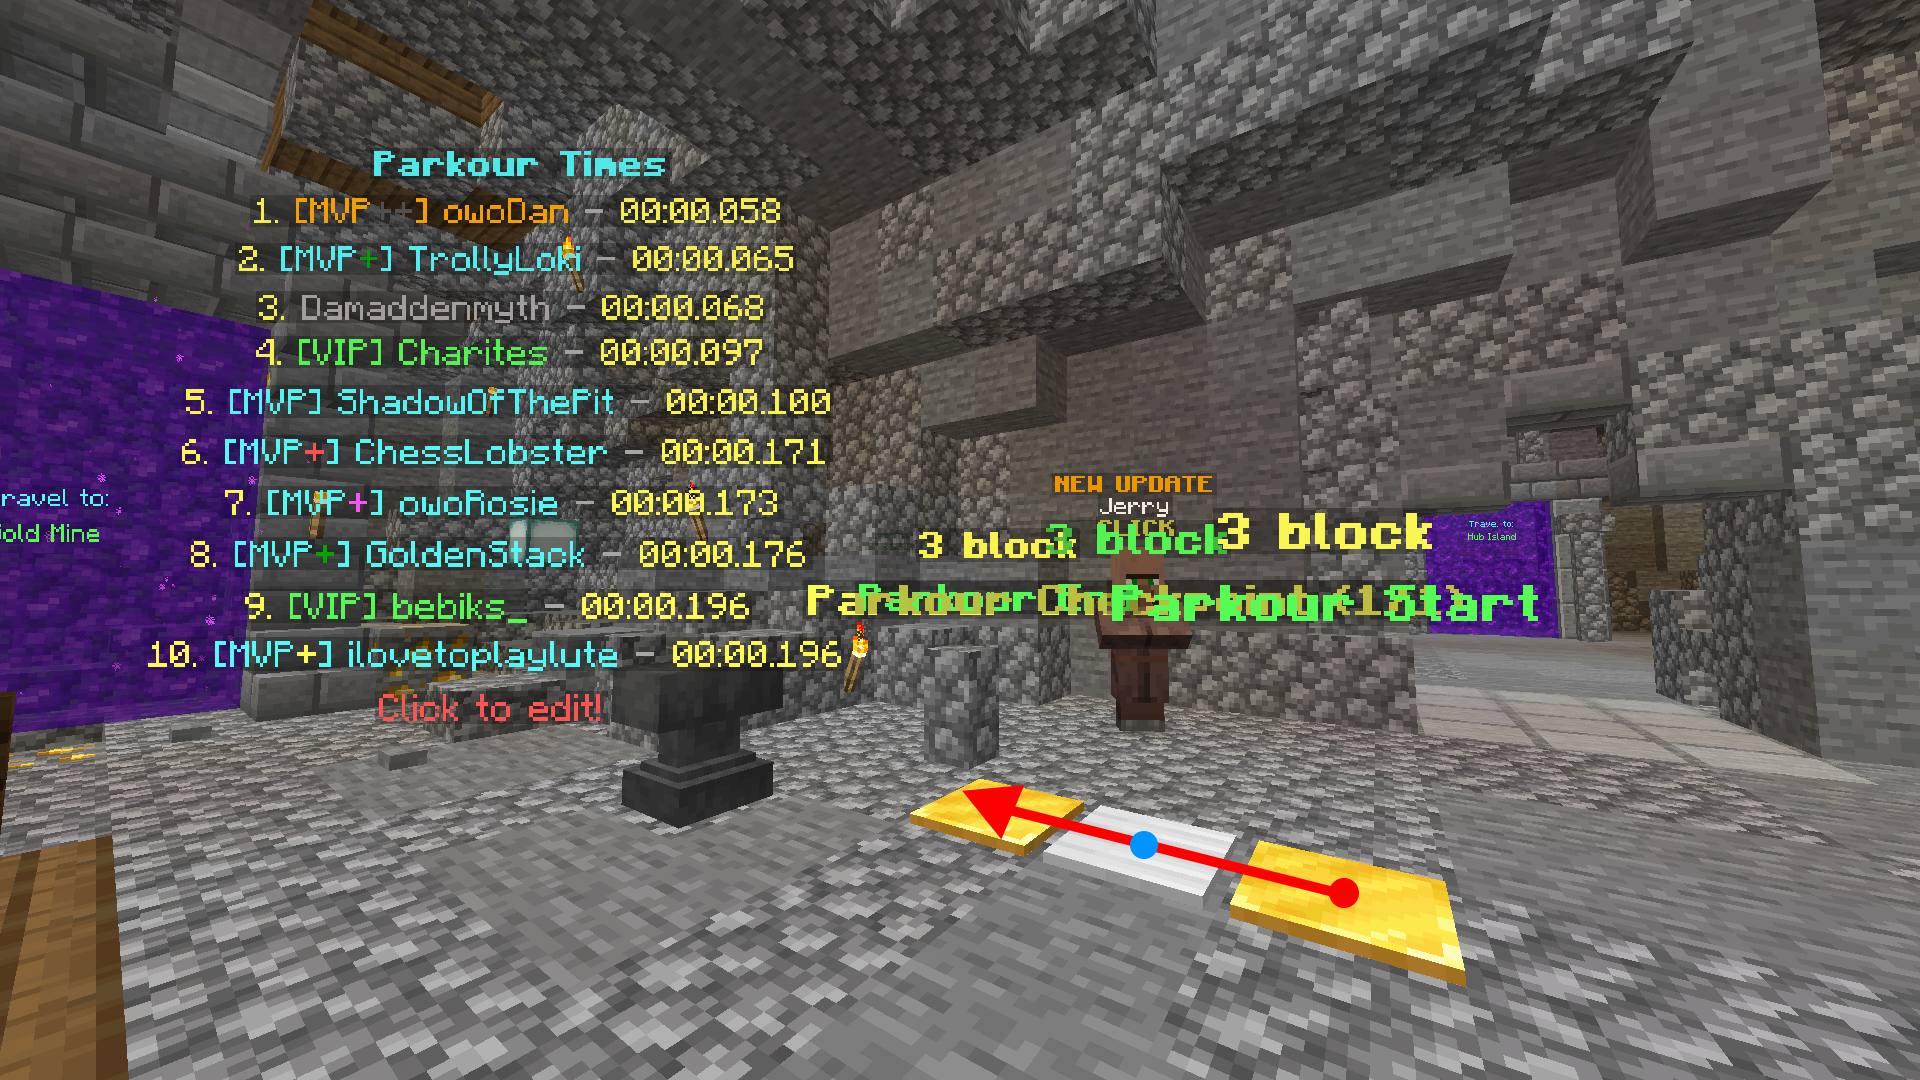 Parkour Times
1. [MVP++] owoDan – 00:00.058
2. [MVP+] TrollyLoki – 00:00.065
3. Damaddenmyth – 00:00.068
4. [VIP] Charites – 00:00.097
5. [MVP] ShadowOfThePit – 00:00.100
6. [MVP+] ChessLobster – 00:00.171
7. [MVP+] owoRosie – 00:00.173
8. [MVP+] GoldenStack – 00:00.176
9. [VIP] bebiks_ – 00:00.196
10. [MVP+] ilovetoplaylute – 00:00.196
Click to edit!
ravel to:
old Mine
NEW UPDATE
Jerry
CLICK
3 block
3 block
3 block
Parkour
Parkour Start
Travel to:
Hub Island